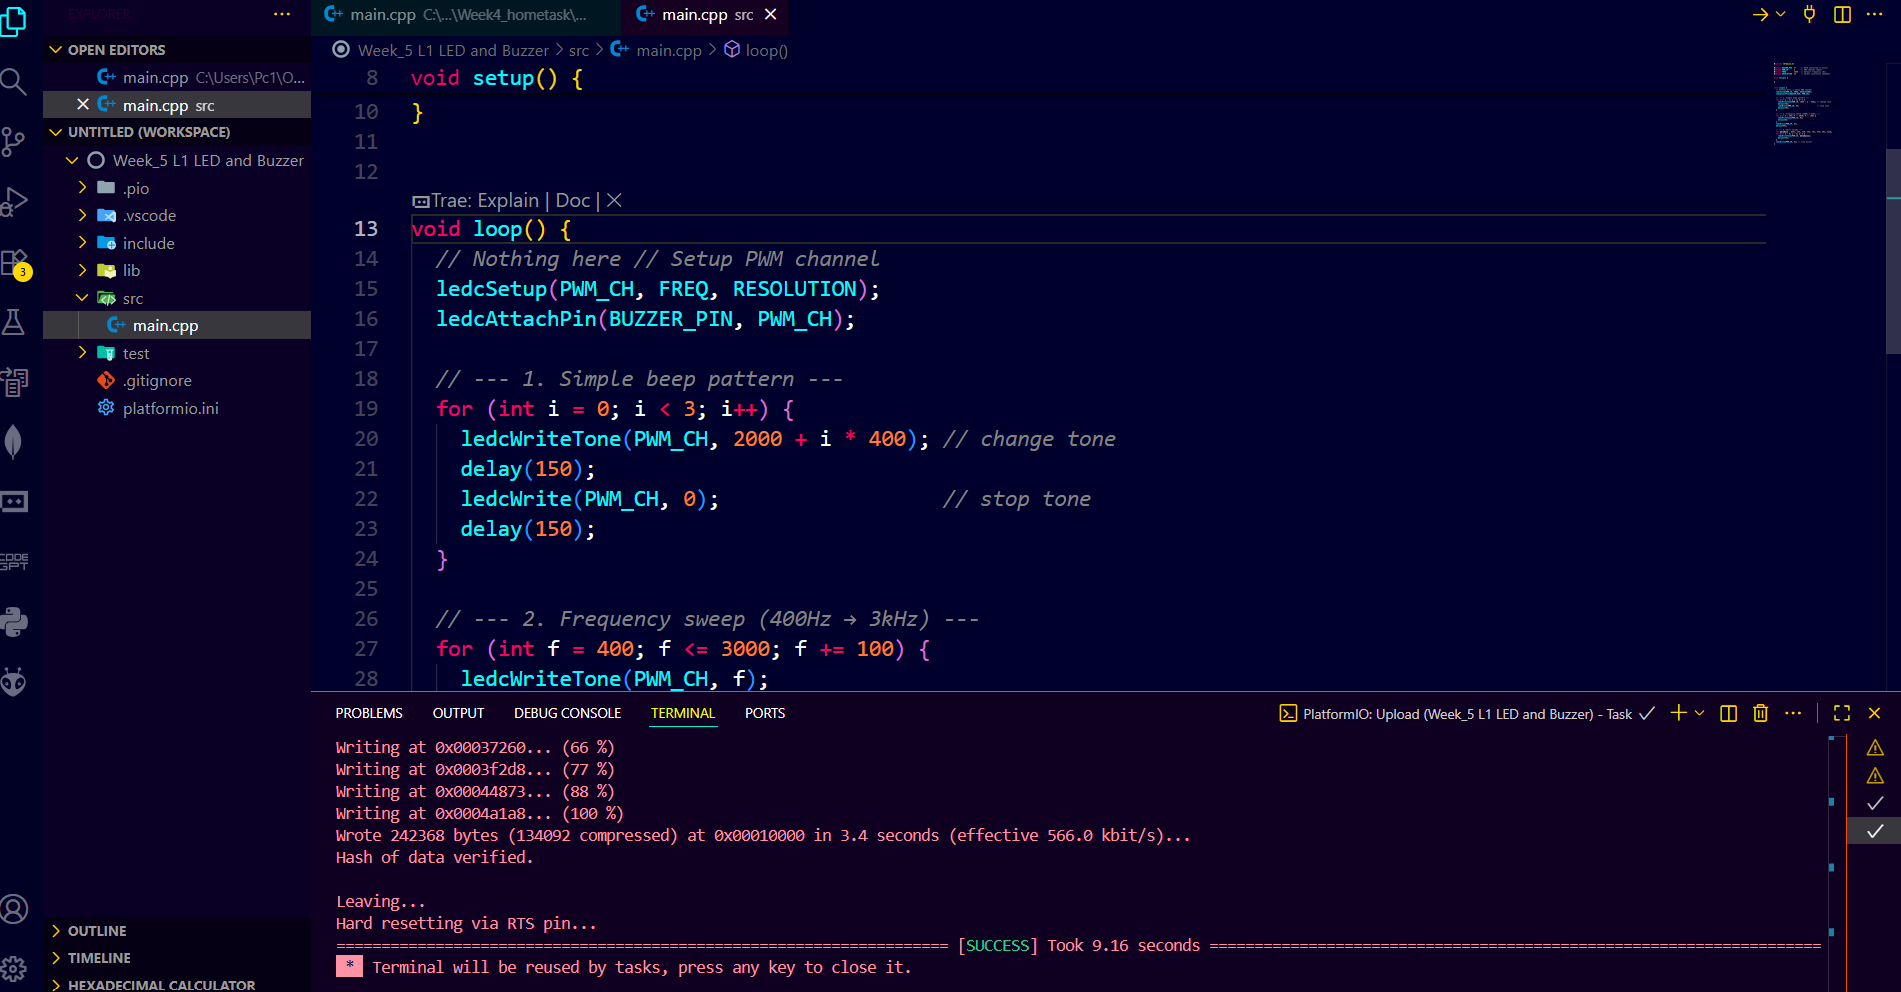 EXPLORER
main.cpp C:\...\Week4_hometask\...
main.cpp src
OPEN EDITORS
main.cpp C:\Users\Pc1\O...
main.cpp src
UNTITLED (WORKSPACE)
Week_5 L1 LED and Buzzer
.pio
.vscode
include
lib
src
main.cpp
test
.gitignore
platformio.ini
OUTLINE
TIMELINE
HEXADECIMAL CALCULATOR
3
CODE
GPT
Week_5 L1 LED and Buzzer > src > main.cpp > loop()
8 void setup() {
10 }
11
12
Trae: Explain | Doc | X
13 void loop() {
14 // Nothing here // Setup PWM channel
15 ledcSetup(PWM_CH, FREQ, RESOLUTION);
16 ledcAttachPin(BUZZER_PIN, PWM_CH);
17
18 // --- 1. Simple beep pattern ---
19 for (int i = 0; i < 3; i++) {
20 ledcWriteTone(PWM_CH, 2000 + i * 400); // change tone
21 delay(150);
22 ledcWrite(PWM_CH, 0); // stop tone
23 delay(150);
24 }
25
26 // --- 2. Frequency sweep (400Hz → 3kHz) ---
27 for (int f = 400; f <= 3000; f += 100) {
28 ledcWriteTone(PWM_CH, f);
PROBLEMS OUTPUT DEBUG CONSOLE TERMINAL PORTS
PlatformIO: Upload (Week_5 L1 LED and Buzzer) - Task
Writing at 0x00037260... (66 %)
Writing at 0x0003f2d8... (77 %)
Writing at 0x00044873... (88 %)
Writing at 0x0004a1a8... (100 %)
Wrote 242368 bytes (134092 compressed) at 0x00010000 in 3.4 seconds (effective 566.0 kbit/s)...
Hash of data verified.
Leaving...
Hard resetting via RTS pin...
==================================================================== [SUCCESS] Took 9.16 seconds ====================================================================
* Terminal will be reused by tasks, press any key to close it.